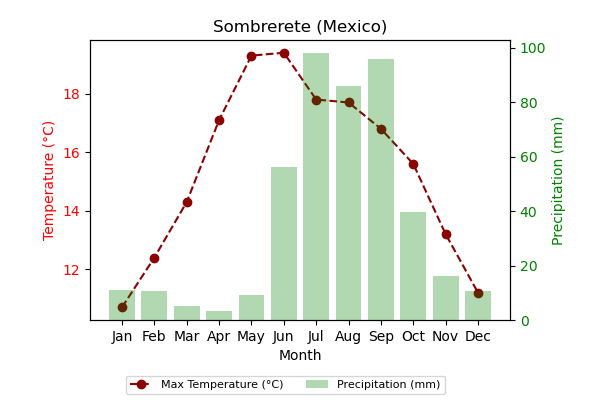 Sombrerete (Mexico)
Temperature (°C)
18
16
14
12
100
80
60
40
20
0
Precipitation (mm)
Jan Feb Mar Apr May Jun Jul Aug Sep Oct Nov Dec
Month
Max Temperature (°C) Precipitation (mm)